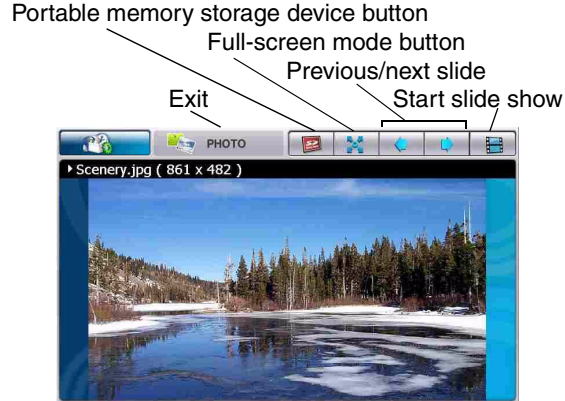 Portable memory storage device button
Full-screen mode button
Previous/next slide
Exit
Start slide show
PHOTO
Scenery.jpg ( 861 x 482 )